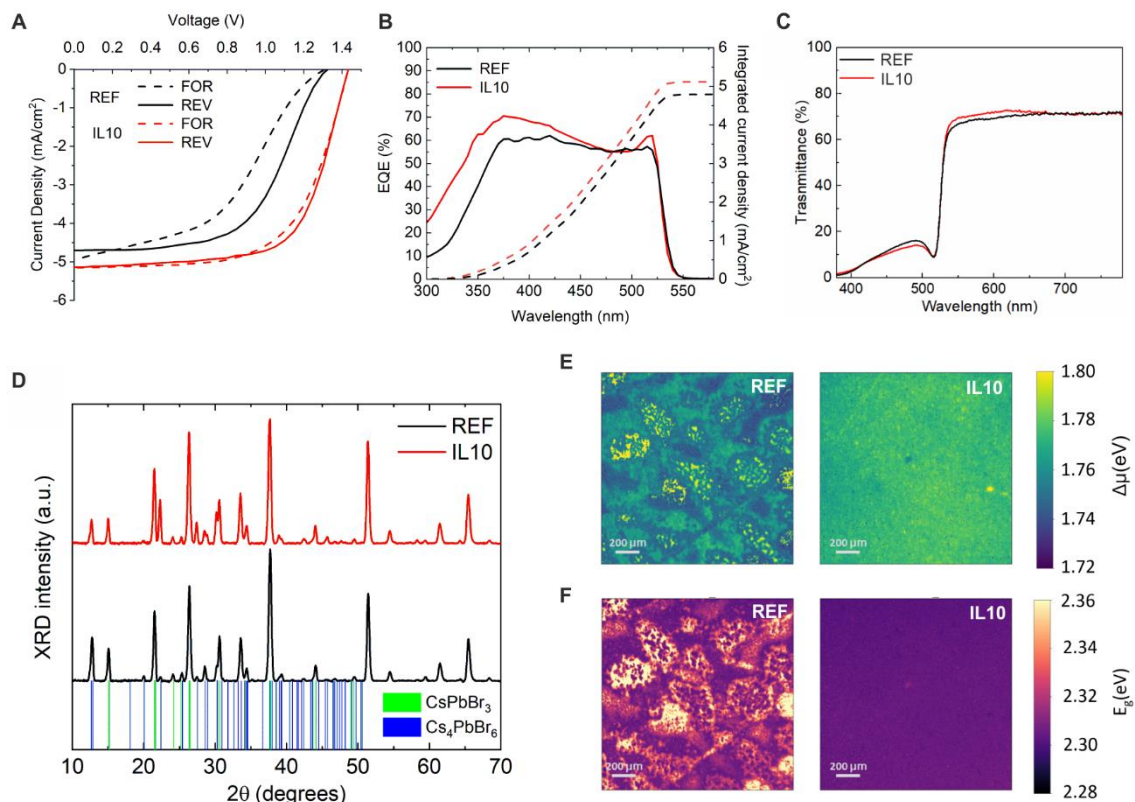 A
Voltage (V)
0.0 0.2 0.4 0.6 0.8 1.0 1.2 1.4
0
-1
-2
-3
-4
-5
-6
Current Density (mA/cm²)
REF
IL10
FOR
REV
FOR
REV
B
100
90
80
70
60
50
40
30
20
10
0
EQE (%)
REF
IL10
6
5
4
3
2
1
0
Integrated current density (mA/cm²)
300 350 400 450 500 550
Wavelength (nm)
C
100
80
60
40
20
0
Trasnmittance (%)
REF
IL10
400 500 600 700
Wavelength (nm)
D
XRD intensity (a.u.)
REF
IL10
CsPbBr₃
Cs₄PbBr₆
10 20 30 40 50 60 70
2θ (degrees)
E
REF
200 µm
IL10
200 µm
1.80
1.78
1.76
1.74
1.72
Δµ(eV)
F
REF
200 µm
IL10
200 µm
2.36
2.34
2.32
2.30
2.28
E_g(eV)